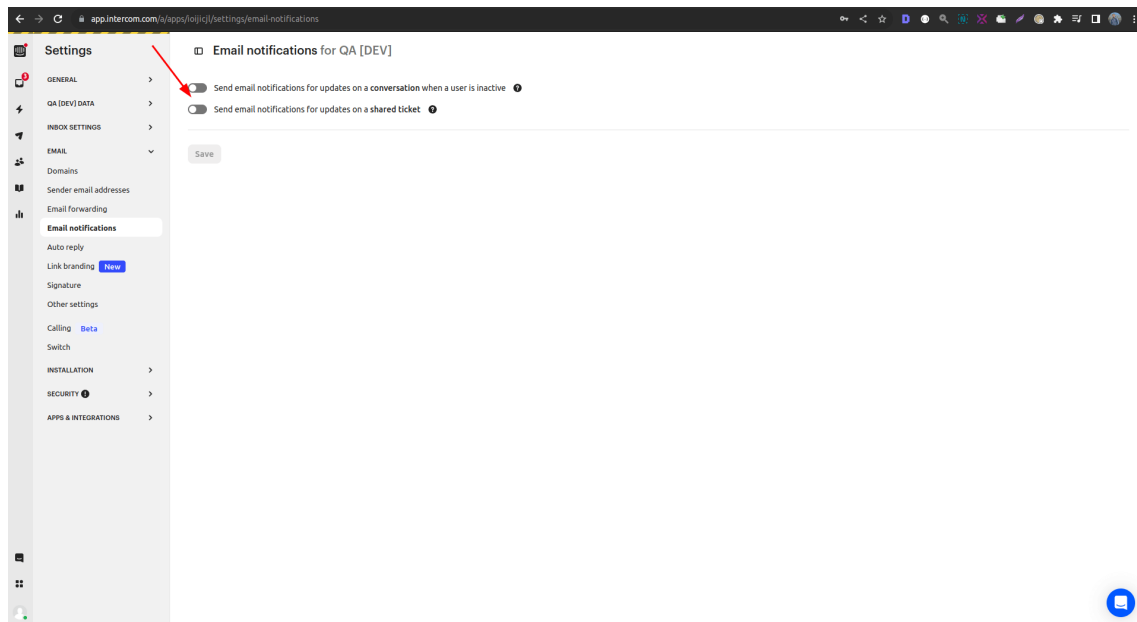 app.intercom.com/a/apps/loijicjl/settings/email-notifications
Settings
Email notifications for QA [DEV]
3
GENERAL
Send email notifications for updates on a conversation when a user is inactive ?
QA [DEV] DATA
Send email notifications for updates on a shared ticket ?
INBOX SETTINGS
EMAIL
Save
Domains
Sender email addresses
Email forwarding
Email notifications
Auto reply
Link branding New
Signature
Other settings
Calling Beta
Switch
INSTALLATION
SECURITY !
APPS & INTEGRATIONS